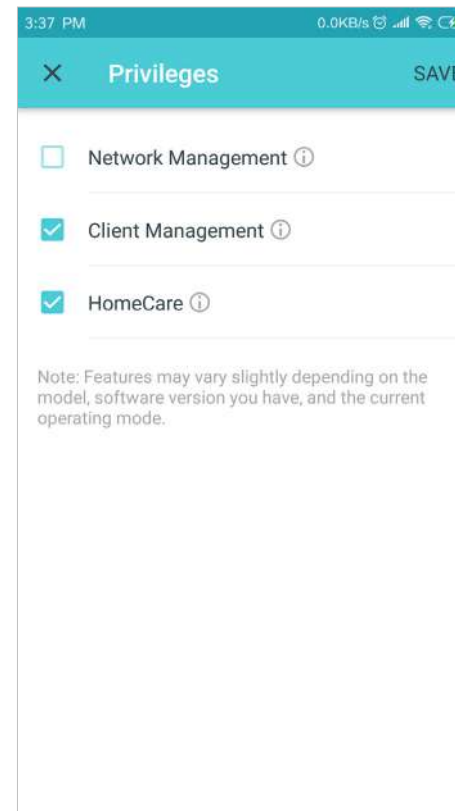 3:37 PM 0.0KB/s
Privileges SAVE
Network Management
Client Management
HomeCare
Note: Features may vary slightly depending on the
model, software version you have, and the current
operating mode.